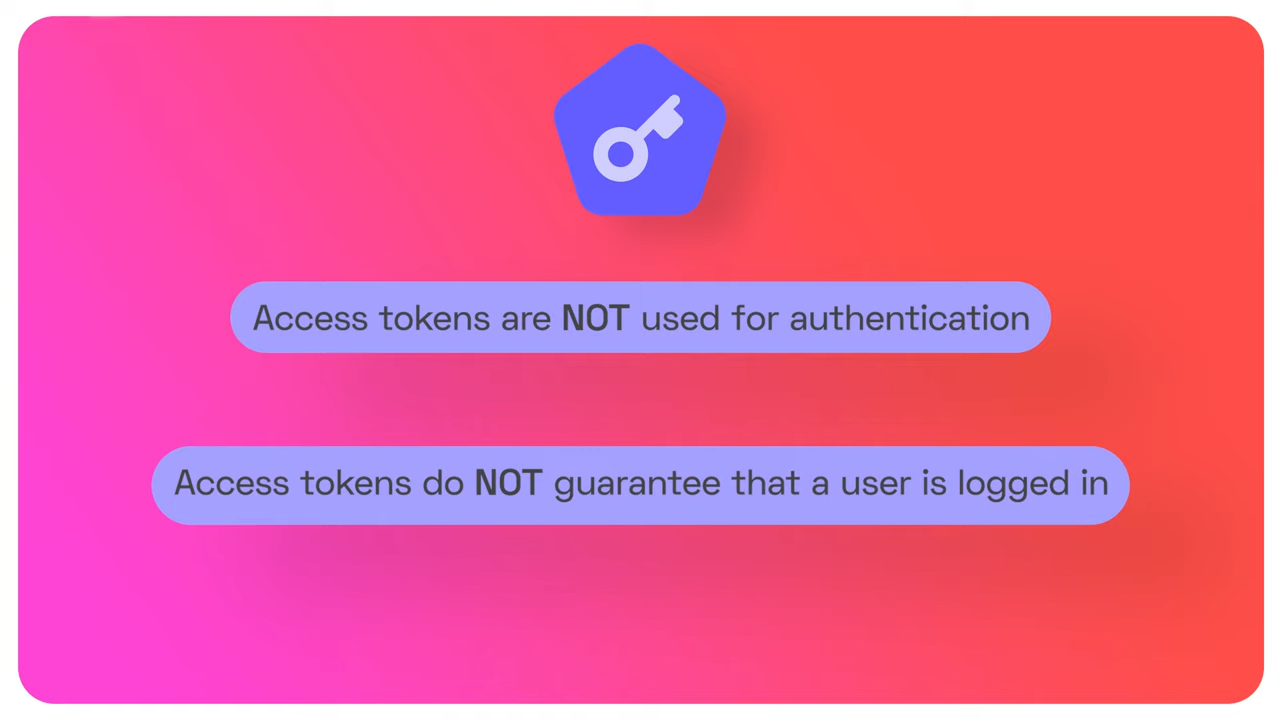 Access tokens are NOT used for authentication
Access tokens do NOT guarantee that a user is logged in